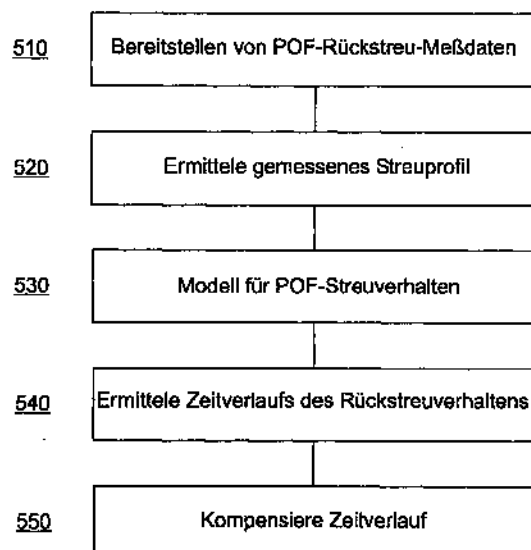 510 Bereitstellen von POF-Rückstreu-Meßdaten
520 Ermittele gemessenes Streuprofil
530 Modell für POF-Streuverhalten
540 Ermittele Zeitverlaufs des Rückstreuverhaltens
550 Kompensiere Zeitverlauf